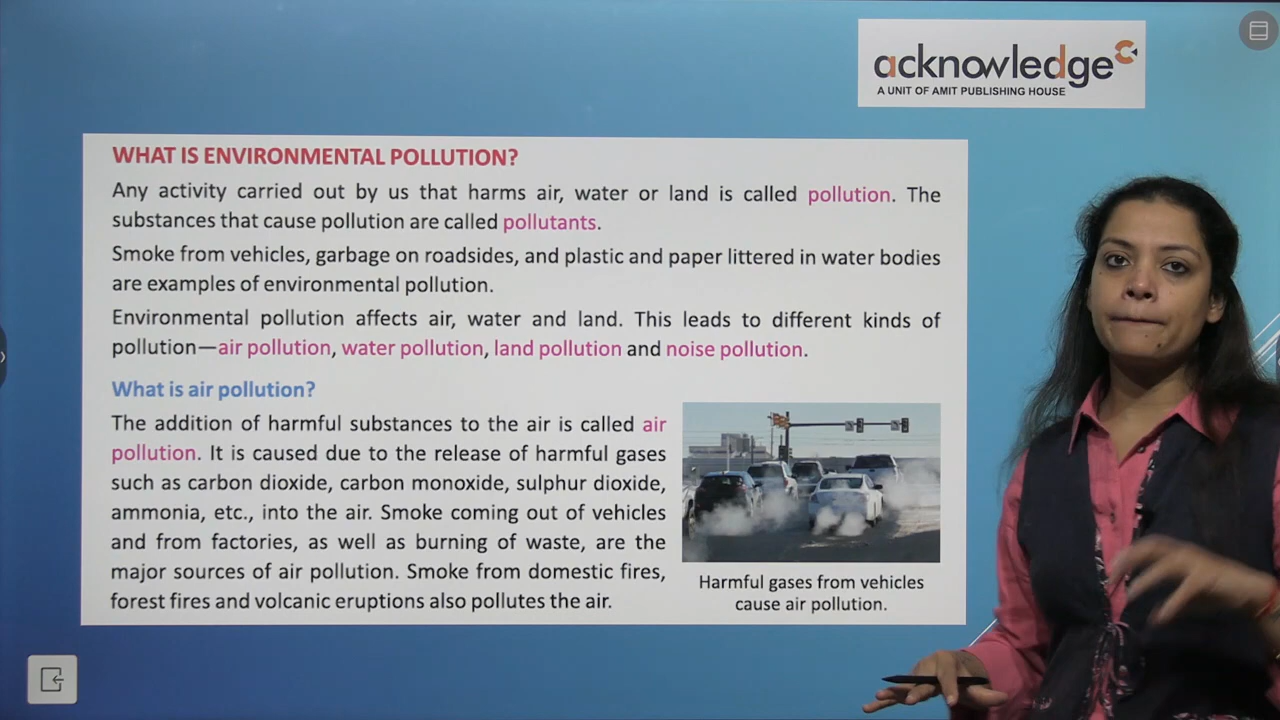 acknowledge
A UNIT OF AMIT PUBLISHING HOUSE
WHAT IS ENVIRONMENTAL POLLUTION?
Any activity carried out by us that harms air, water or land is called pollution. The
substances that cause pollution are called pollutants.
Smoke from vehicles, garbage on roadsides, and plastic and paper littered in water bodies
are examples of environmental pollution.
Environmental pollution affects air, water and land. This leads to different kinds of
pollution—air pollution, water pollution, land pollution and noise pollution.
What is air pollution?
The addition of harmful substances to the air is called air
pollution. It is caused due to the release of harmful gases
such as carbon dioxide, carbon monoxide, sulphur dioxide,
ammonia, etc., into the air. Smoke coming out of vehicles
and from factories, as well as burning of waste, are the
major sources of air pollution. Smoke from domestic fires,
forest fires and volcanic eruptions also pollutes the air.
Harmful gases from vehicles
cause air pollution.